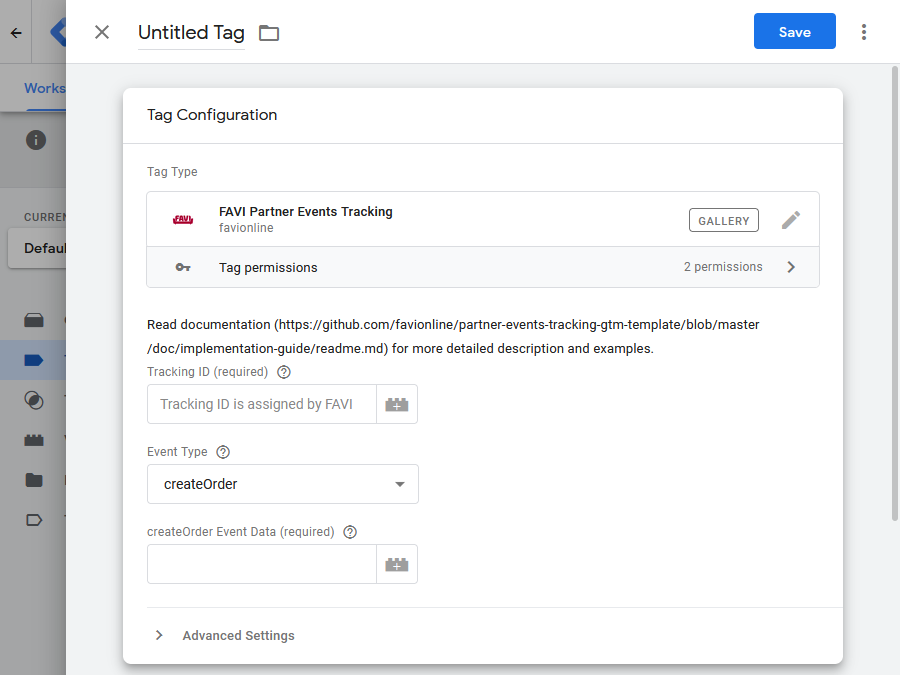 Untitled Tag
Save
Works
Tag Configuration
Tag Type
CURREN
Defaul
FAVI
FAVI Partner Events Tracking
favionline
GALLERY
Tag permissions
2 permissions
Read documentation (https://github.com/favionline/partner-events-tracking-gtm-template/blob/master
/doc/implementation-guide/readme.md) for more detailed description and examples.
Tracking ID (required)
Tracking ID is assigned by FAVI
Event Type
createOrder
createOrder Event Data (required)
Advanced Settings